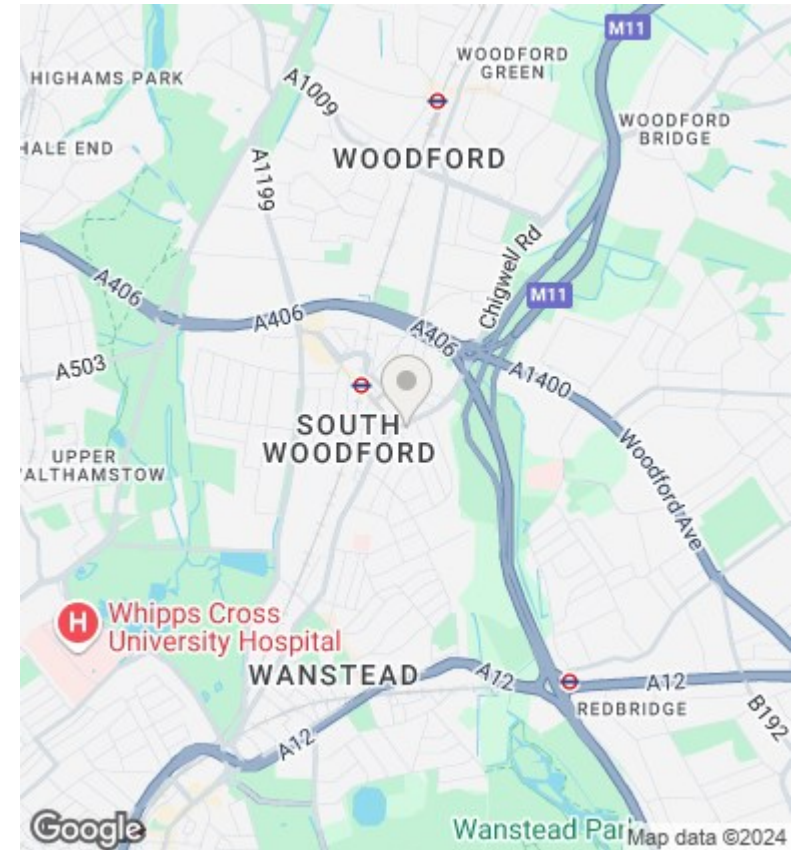 M11
WOODFORD
GREEN
HIGHAMS PARK
A1009
WOODFORD
BRIDGE
HALE END
WOODFORD
A1199
Chigwell Rd
A406
M11
A406
A406
A503
A1400
SOUTH
WOODFORD
UPPER
WALTHAMSTOW
Woodford Ave
H
Whipps Cross
University Hospital
WANSTEAD
A12
A12
REDBRIDGE
B192
A12
Google
Wanstead Par
Map data ©2024